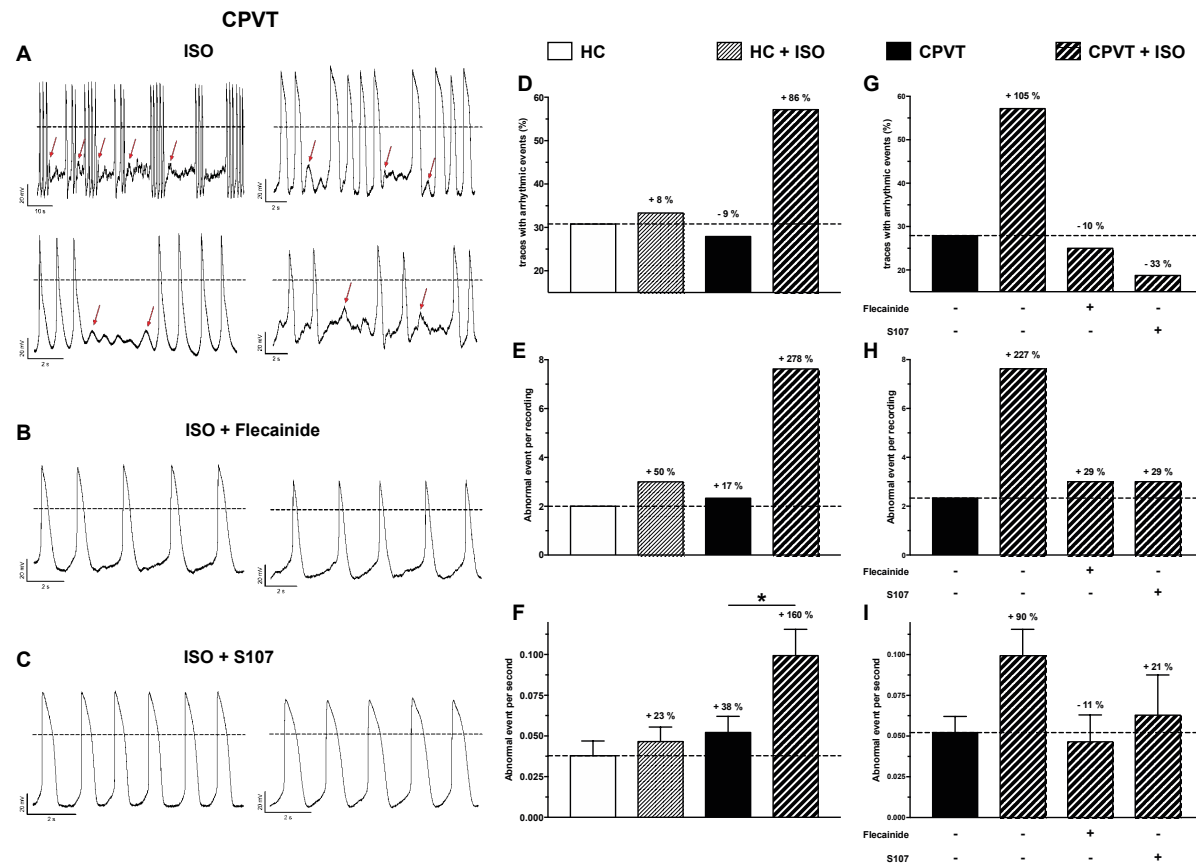 CPVT
A
ISO
20 mV
10 s
20 mV
2 s
20 mV
2 s
20 mV
2 s
B
ISO + Flecainide
20 mV
2 s
20 mV
2 s
C
ISO + S107
20 mV
2 s
20 mV
2 s
HC
HC + ISO
CPVT
CPVT + ISO
D
traces with arrhythmic events (%)
60
50
40
30
20
+ 8 %
- 9 %
+ 86 %
E
Abnormal event per recording
8
6
4
2
0
+ 50 %
+ 17 %
+ 278 %
F
Abnormal event per second
0.100
0.075
0.050
0.025
0.000
+ 23 %
+ 38 %
*
+ 160 %
G
traces with arrhythmic events (%)
60
50
40
30
20
+ 105 %
- 10 %
- 33 %
Flecainide - - + -
S107 - - - +
H
Abnormal event per recording
8
6
4
2
0
+ 227 %
+ 29 %
+ 29 %
Flecainide - - + -
S107 - - - +
I
Abnormal event per second
0.100
0.075
0.050
0.025
0.000
+ 90 %
- 11 %
+ 21 %
Flecainide - - + -
S107 - - - +